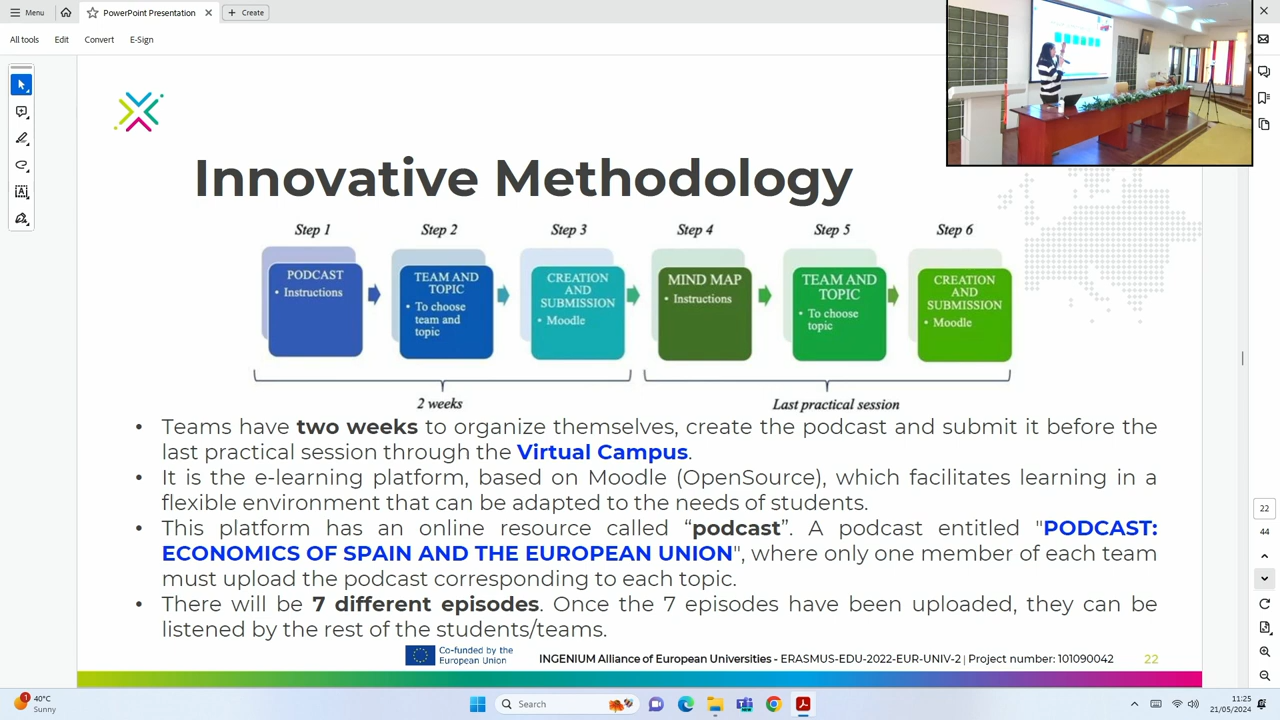 Menu
PowerPoint Presentation
Create
All tools
Edit
Convert
E-Sign
Innovative Methodology
Step 1
Step 2
Step 3
Step 4
Step 5
Step 6
PODCAST
• Instructions
TEAM AND
TOPIC
• To choose
team and
topic
CREATION
AND
SUBMISSION
• Moodle
MIND MAP
• Instructions
TEAM AND
TOPIC
• To choose
topic
CREATION
AND
SUBMISSION
• Moodle
2 weeks
Last practical session
• Teams have two weeks to organize themselves, create the podcast and submit it before the
last practical session through the Virtual Campus.
• It is the e-learning platform, based on Moodle (OpenSource), which facilitates learning in a
flexible environment that can be adapted to the needs of students.
• This platform has an online resource called “podcast”. A podcast entitled "PODCAST:
ECONOMICS OF SPAIN AND THE EUROPEAN UNION", where only one member of each team
must upload the podcast corresponding to each topic.
• There will be 7 different episodes. Once the 7 episodes have been uploaded, they can be
listened by the rest of the students/teams.
Co-funded by the
European Union
INGENIUM Alliance of European Universities - ERASMUS-EDU-2022-EUR-UNIV-2 | Project number: 101090042
22
22
44
1
40°C
Sunny
Search
11:25
21/05/2024